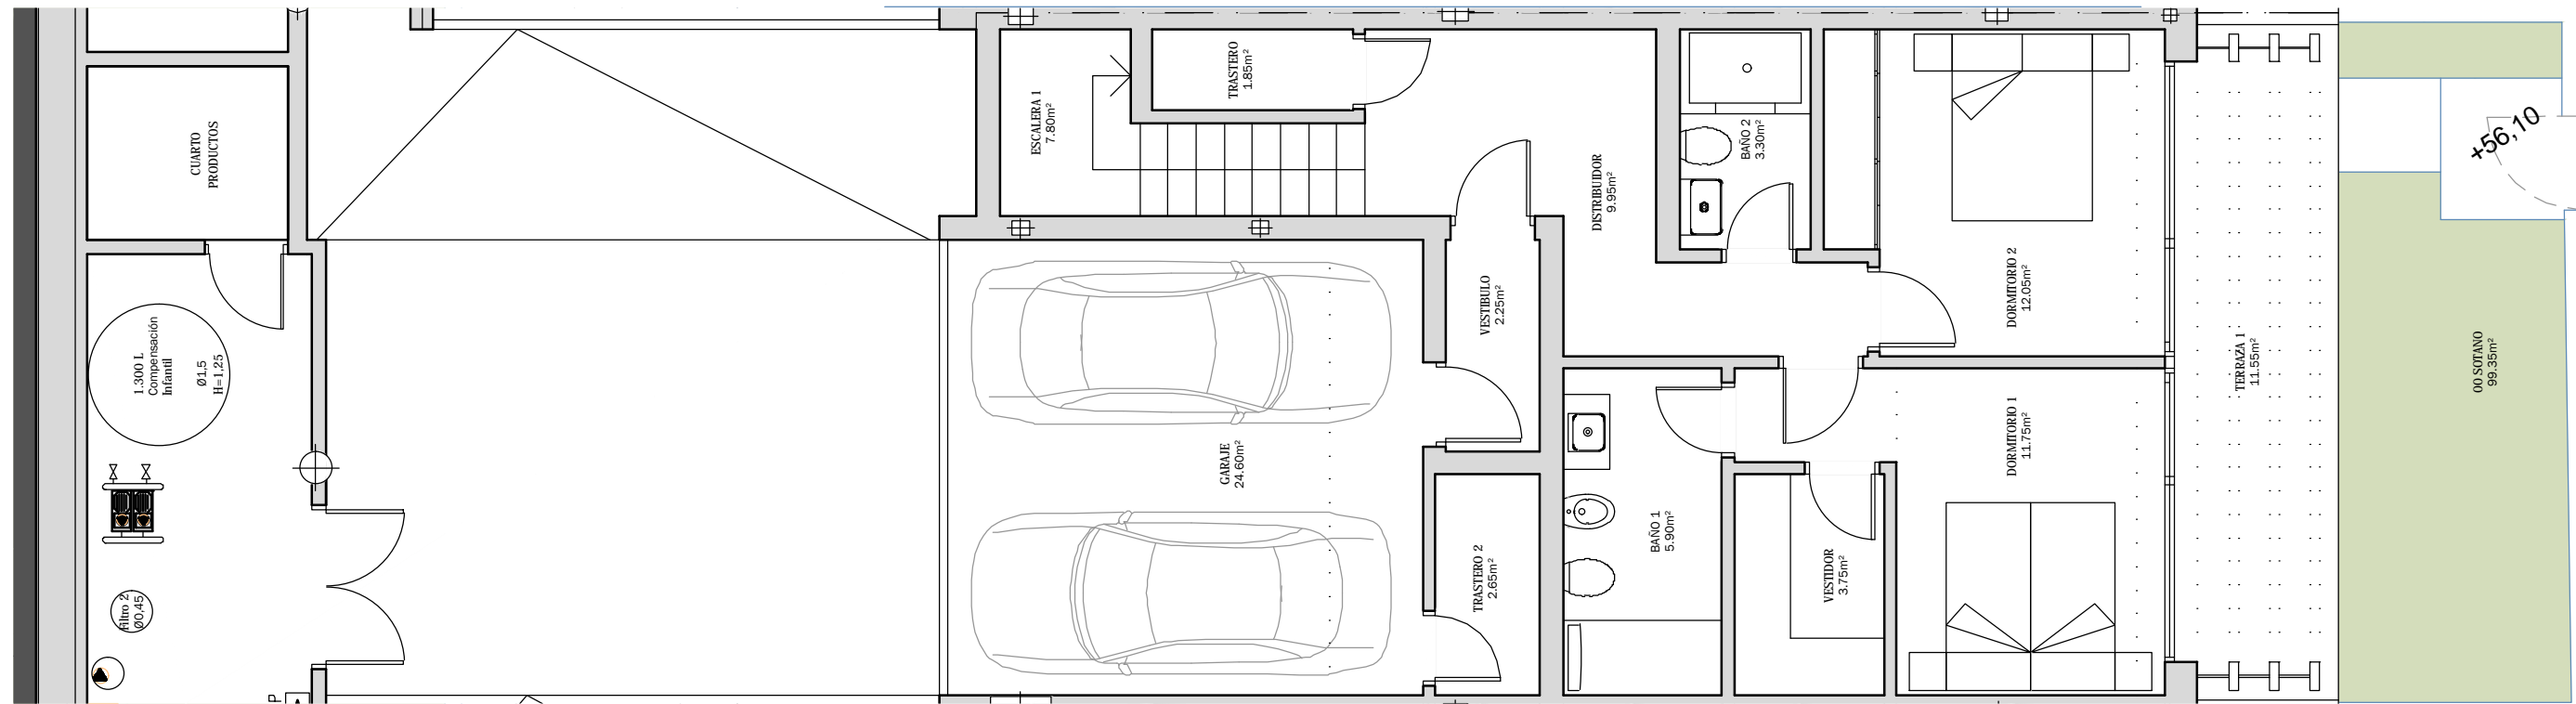 CUARTO
PRODUCTOS
1.300 L
Compensación
Infantil
Ø1,5
H=1,25
Filtro 2
Ø0,45
P
ESCALERA 1
7.80m²
TRASTERO
1.85m²
GARAJE
24.60m²
VESTIBULO
2.25m²
TRASTERO 2
2.65m²
DISTRIBUIDOR
9.95m²
BAÑO 2
3.30m²
BAÑO 1
5.90m²
VESTIDOR
3.75m²
DORMITORIO 2
12.05m²
DORMITORIO 1
11.75m²
TERRAZA 1
11.55m²
00 SOTANO
99.35m²
+56,10